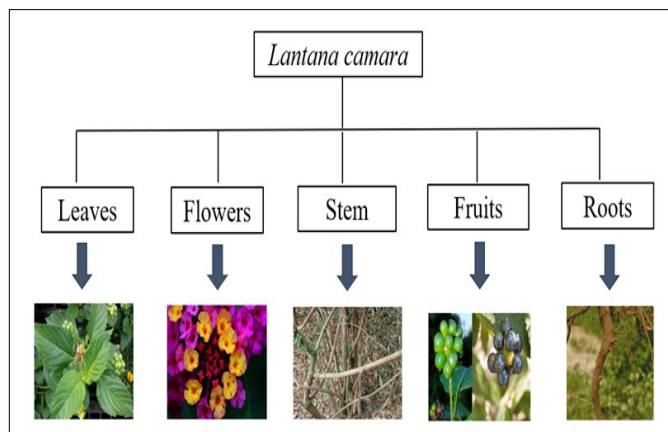 Lantana camara
Leaves
Flowers
Stem
Fruits
Roots